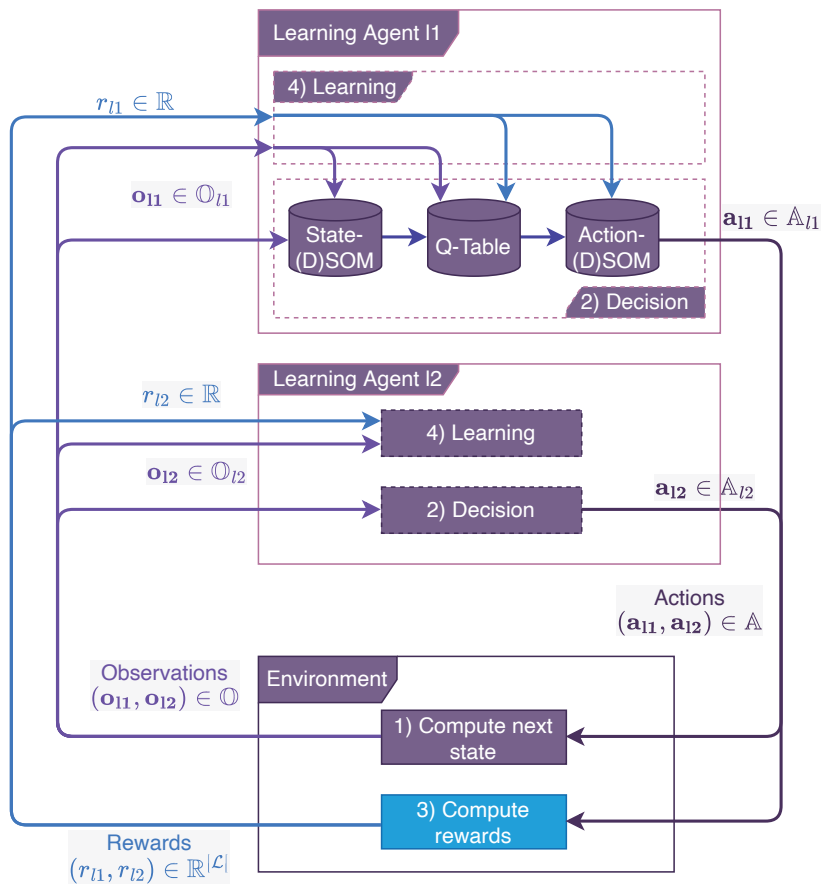 Learning Agent l1
4) Learning
r_{l1} ∈ ℝ
𝐨_{l1} ∈ 𝕆_{l1}
𝐚_{l1} ∈ 𝔸_{l1}
State-
(D)SOM
Q-Table
Action-
(D)SOM
2) Decision
Learning Agent l2
r_{l2} ∈ ℝ
4) Learning
𝐨_{l2} ∈ 𝕆_{l2}
𝐚_{l2} ∈ 𝔸_{l2}
2) Decision
Actions
(𝐚_{l1}, 𝐚_{l2}) ∈ 𝔸
Observations
(𝐨_{l1}, 𝐨_{l2}) ∈ 𝕆
Environment
1) Compute next
state
3) Compute
rewards
Rewards
(r_{l1}, r_{l2}) ∈ ℝ^{|ℒ|}